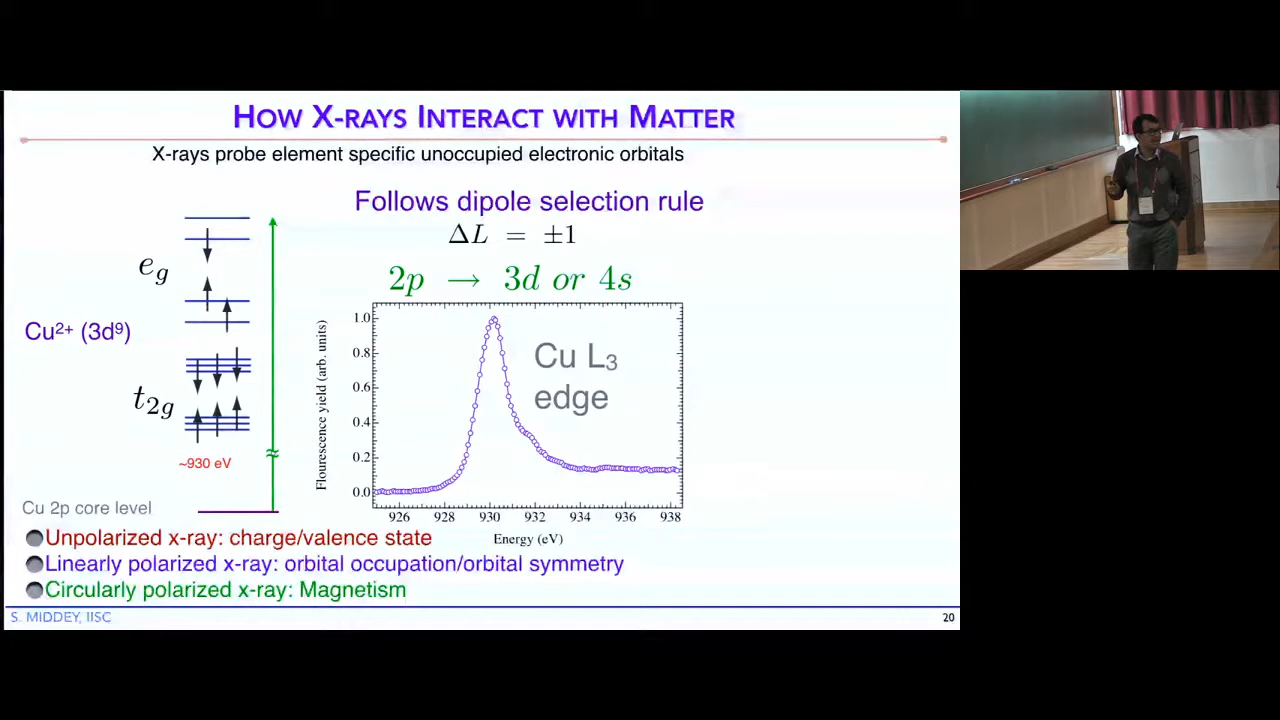 HOW X-RAYS INTERACT WITH MATTER
X-rays probe element specific unoccupied electronic orbitals
Follows dipole selection rule
ΔL = ±1
2p → 3d or 4s
e_g
Cu²⁺ (3d⁹)
t_2g
~930 eV
Cu 2p core level
Flourescence yield (arb. units)
1.0
0.8
0.6
0.4
0.2
0.0
Cu L₃
edge
926 928 930 932 934 936 938
Energy (eV)
Unpolarized x-ray: charge/valence state
Linearly polarized x-ray: orbital occupation/orbital symmetry
Circularly polarized x-ray: Magnetism
S. MIDDEY, IISC
20